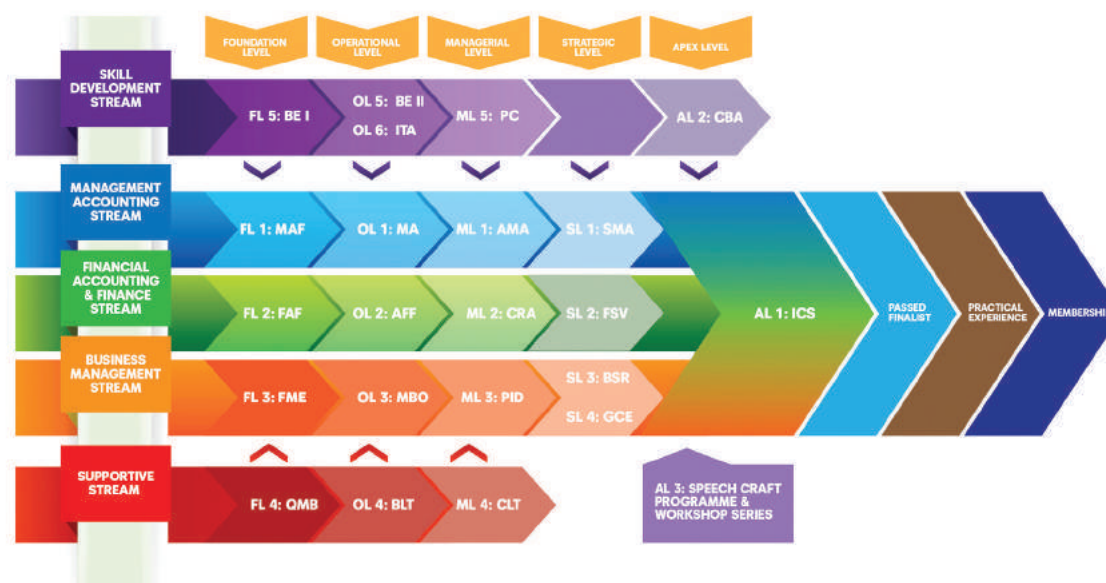 FOUNDATION
LEVEL
OPERATIONAL
LEVEL
MANAGERIAL
LEVEL
STRATEGIC
LEVEL
APEX LEVEL
SKILL
DEVELOPMENT
STREAM
FL 5: BE I
OL 5: BE II
OL 6: ITA
ML 5: PC
AL 2: CBA
MANAGEMENT
ACCOUNTING
STREAM
FL 1: MAF
OL 1: MA
ML 1: AMA
SL 1: SMA
FINANCIAL
ACCOUNTING
& FINANCE
STREAM
FL 2: FAF
OL 2: AFF
ML 2: CRA
SL 2: FSV
AL 1: ICS
PASSED
FINALIST
PRACTICAL
EXPERIENCE
MEMBERSHIP
BUSINESS
MANAGEMENT
STREAM
FL 3: FME
OL 3: MBO
ML 3: PID
SL 3: BSR
SL 4: GCE
SUPPORTIVE
STREAM
FL 4: QMB
OL 4: BLT
ML 4: CLT
AL 3: SPEECH CRAFT
PROGRAMME &
WORKSHOP SERIES